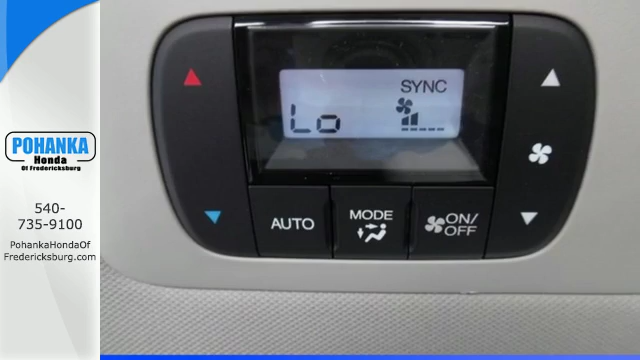 POHANKA
Honda
Of Fredericksburg
540-
735-9100
PohankaHondaOf
Fredericksburg.com
SYNC
Lo
AUTO
MODE
ON/
OFF